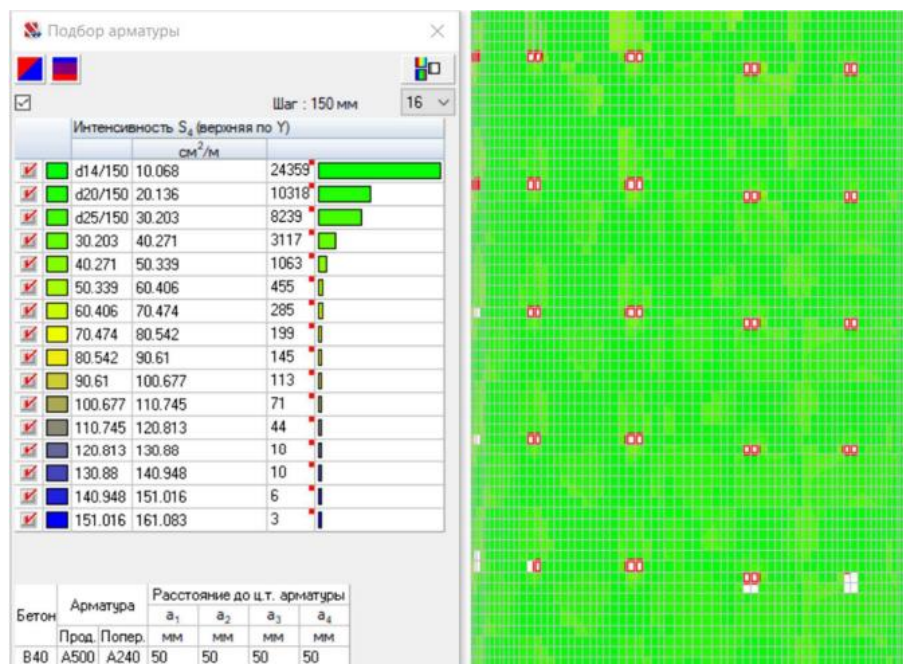 Подбор арматуры
Шаг : 150 мм 16
Интенсивность S4 (верхняя по Y)
см2/м
d14/150 10.068 24359
d20/150 20.136 10318
d25/150 30.203 8239
30.203 40.271 3117
40.271 50.339 1063
50.339 60.406 455
60.406 70.474 285
70.474 80.542 199
80.542 90.61 145
90.61 100.677 113
100.677 110.745 71
110.745 120.813 44
120.813 130.88 10
130.88 140.948 10
140.948 151.016 6
151.016 161.083 3
Бетон Арматура Расстояние до ц.т. арматуры
a1 a2 a3 a4
Прод. Попер. мм мм мм мм
B40 A500 A240 50 50 50 50